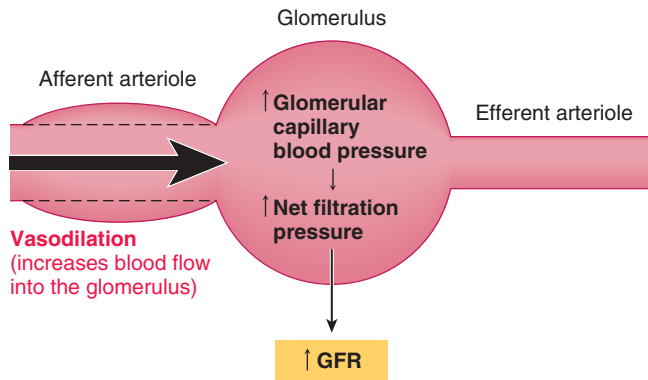 Glomerulus
Afferent arteriole
Efferent arteriole
↑ Glomerular
capillary
blood pressure
↓
↑ Net filtration
pressure
Vasodilation
(increases blood flow
into the glomerulus)
↑ GFR